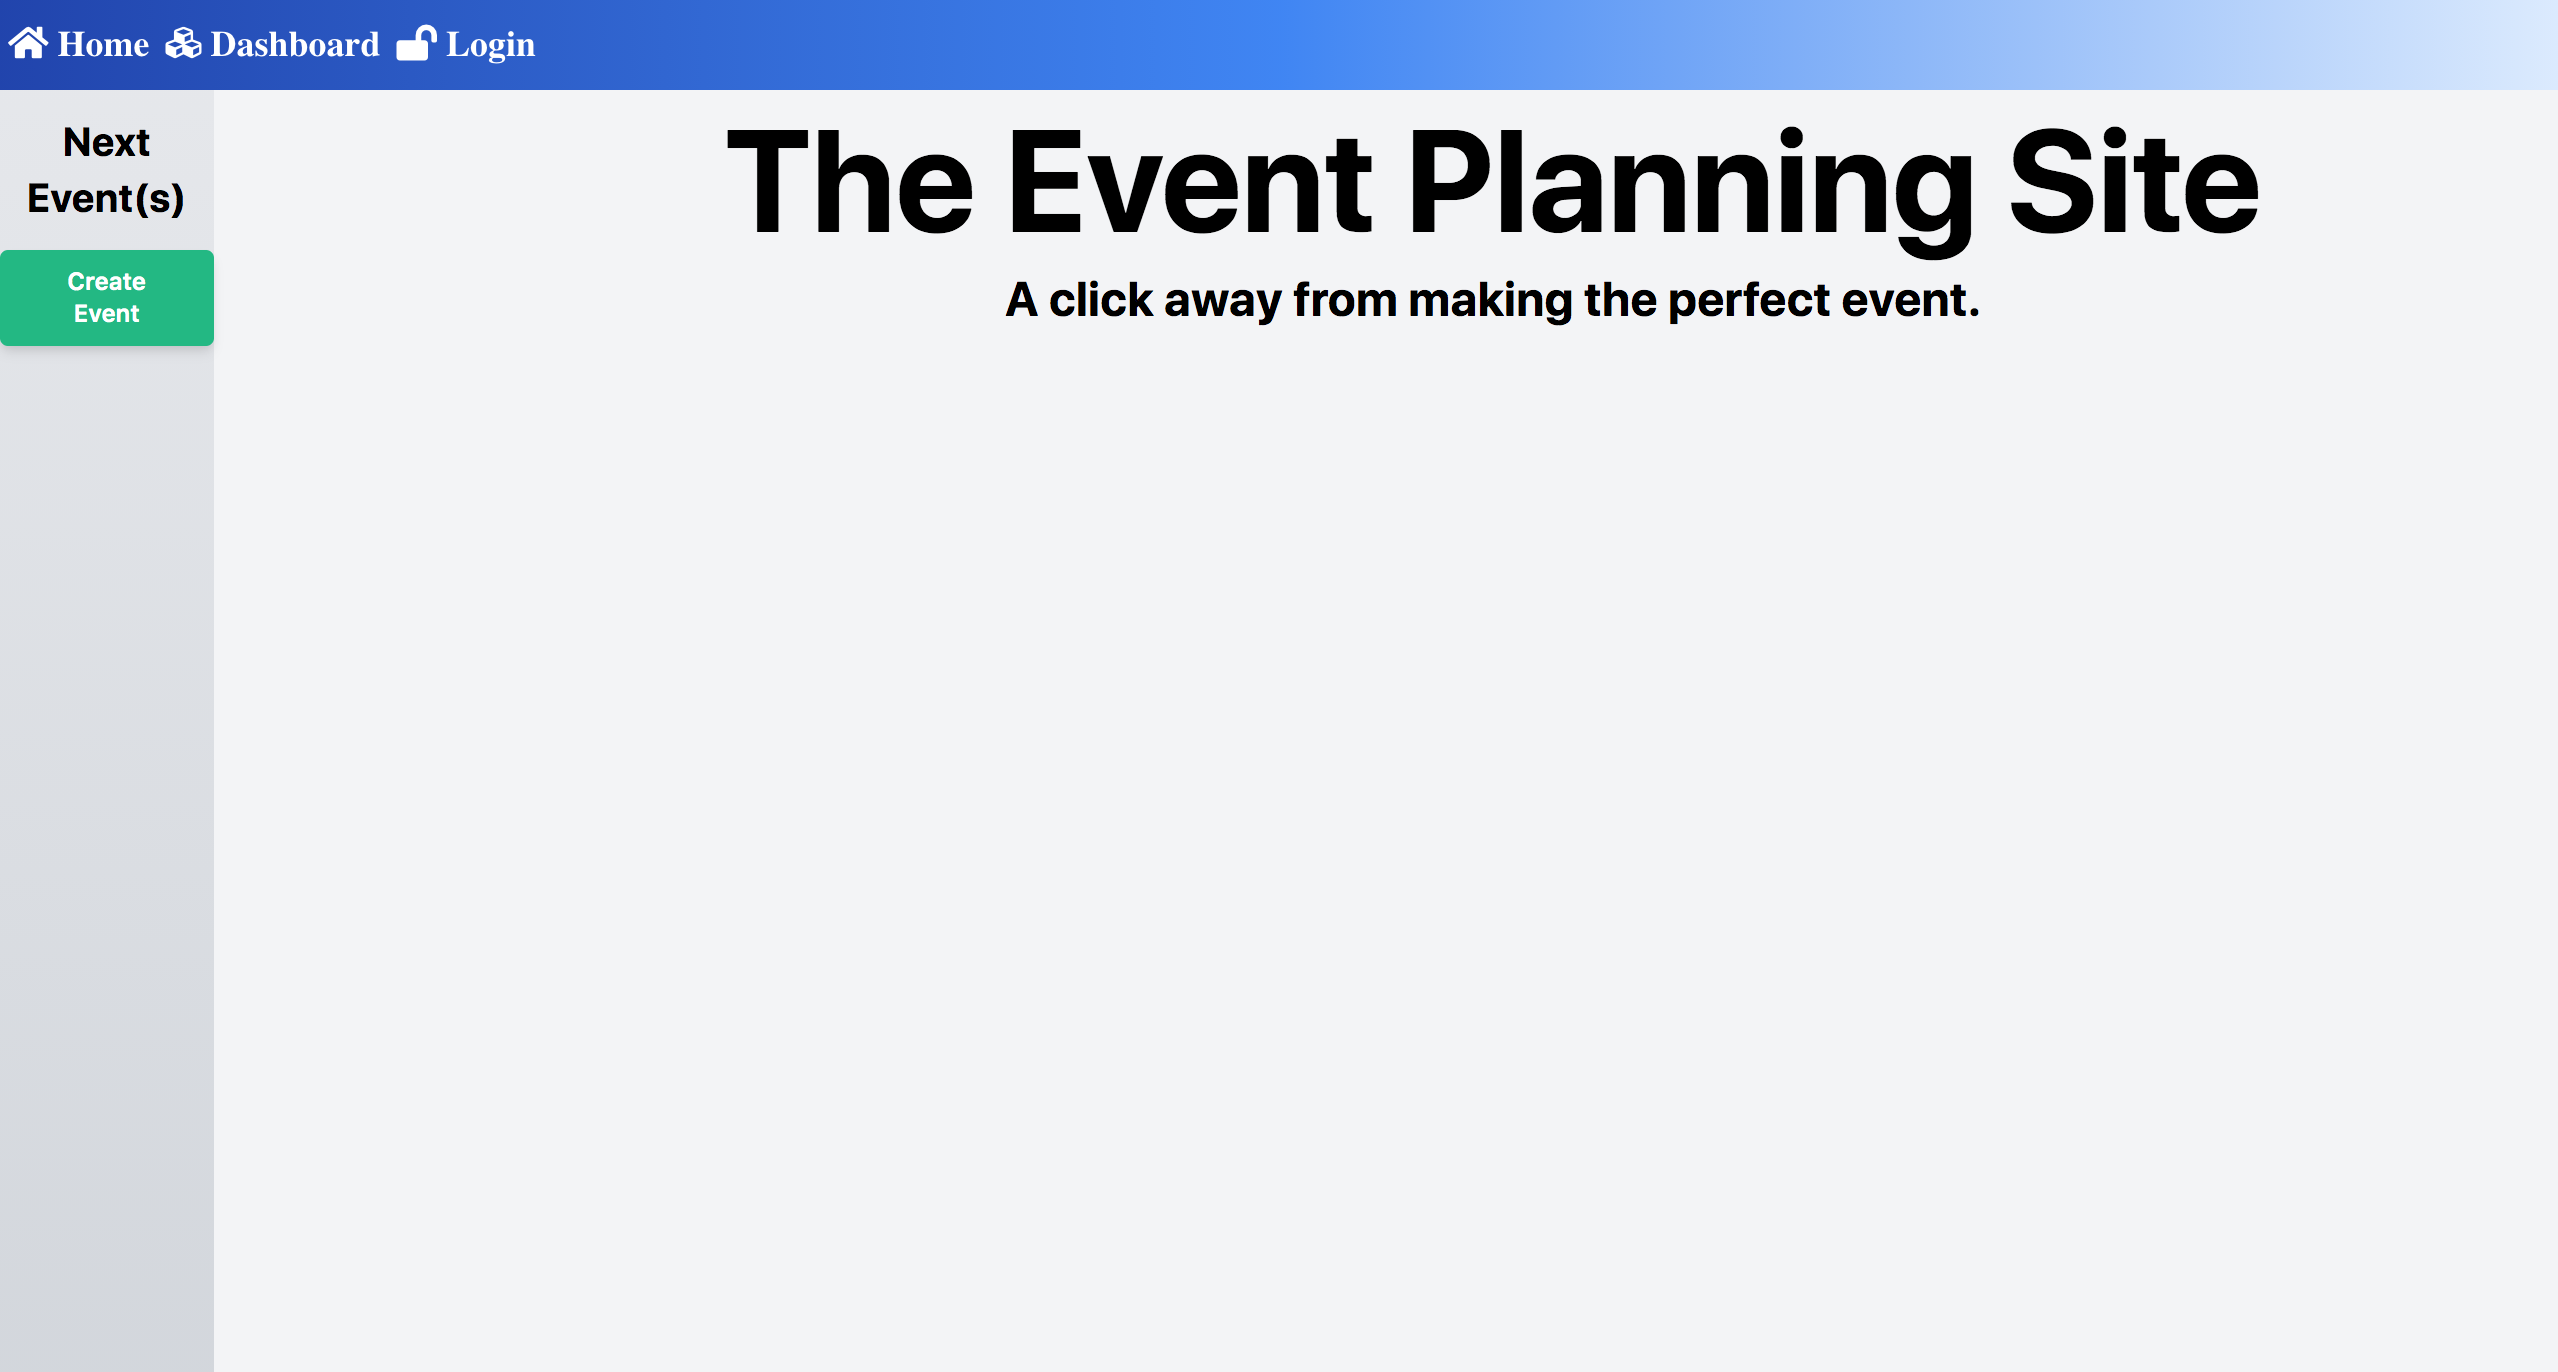 Home Dashboard Login
Next
Event(s)
Create
Event
The Event Planning Site
A click away from making the perfect event.